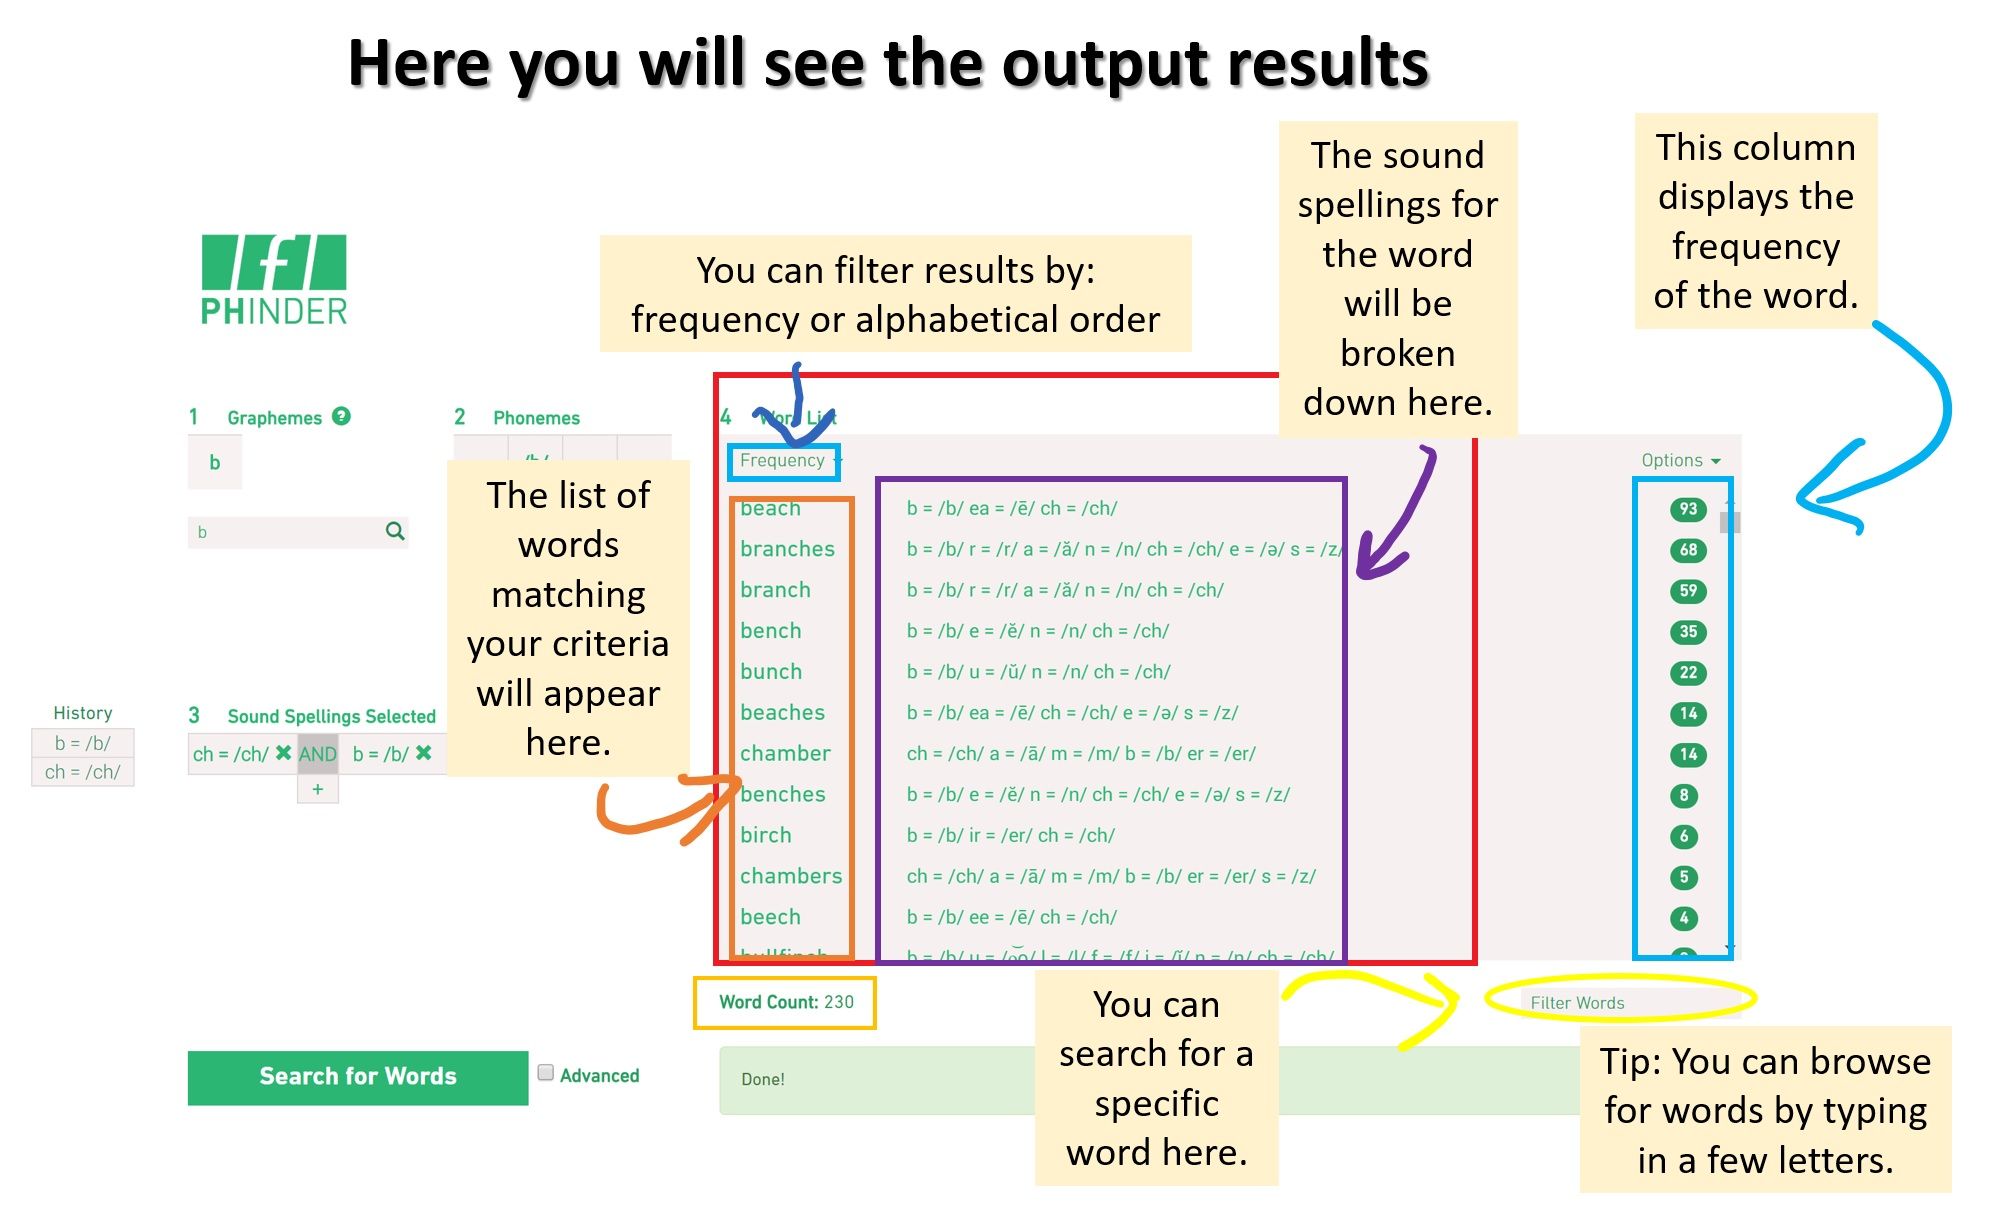 Here you will see the output results
The sound
spellings for
the word
will be
broken
down here.
This column
displays the
frequency
of the word.
You can filter results by:
frequency or alphabetical order
/f/
PHINDER
1 Graphemes ?
b
b
2 Phonemes
/b/
The list of
words
matching
your criteria
will appear
here.
History
b = /b/
ch = /ch/
3 Sound Spellings Selected
ch = /ch/ ✖ AND b = /b/ ✖
+
4 Word List
Frequency
Options
beach b = /b/ ea = /ē/ ch = /ch/ 93
branches b = /b/ r = /r/ a = /ă/ n = /n/ ch = /ch/ e = /ə/ s = /z/ 68
branch b = /b/ r = /r/ a = /ă/ n = /n/ ch = /ch/ 59
bench b = /b/ e = /ĕ/ n = /n/ ch = /ch/ 35
bunch b = /b/ u = /ŭ/ n = /n/ ch = /ch/ 22
beaches b = /b/ ea = /ē/ ch = /ch/ e = /ə/ s = /z/ 14
chamber ch = /ch/ a = /ā/ m = /m/ b = /b/ er = /er/ 14
benches b = /b/ e = /ĕ/ n = /n/ ch = /ch/ e = /ə/ s = /z/ 8
birch b = /b/ ir = /er/ ch = /ch/ 6
chambers ch = /ch/ a = /ā/ m = /m/ b = /b/ er = /er/ s = /z/ 5
beech b = /b/ ee = /ē/ ch = /ch/ 4
bullfinch b = /b/ u = /o͝o/ l = /l/ f = /f/ i = /ĭ/ n = /n/ ch = /ch/
Word Count: 230
Filter Words
Search for Words
Advanced
Done!
You can
search for a
specific
word here.
Tip: You can browse
for words by typing
in a few letters.